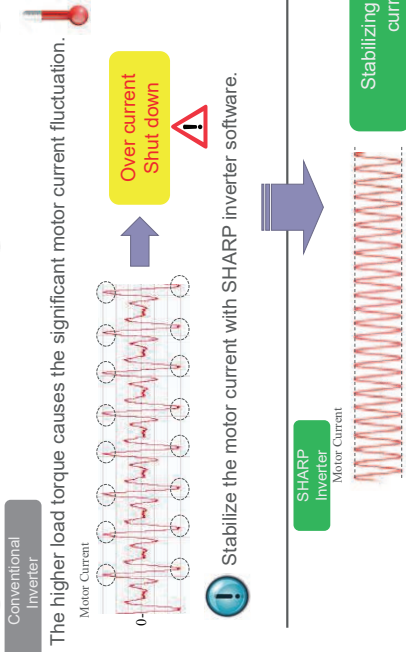 Conventional
Inverter
The higher load torque causes the significant motor current fluctuation.
Motor Current
0-
Over current
Shut down
!
Stabilize the motor current with SHARP inverter software.
SHARP
Inverter
Motor Current
Stabilizing